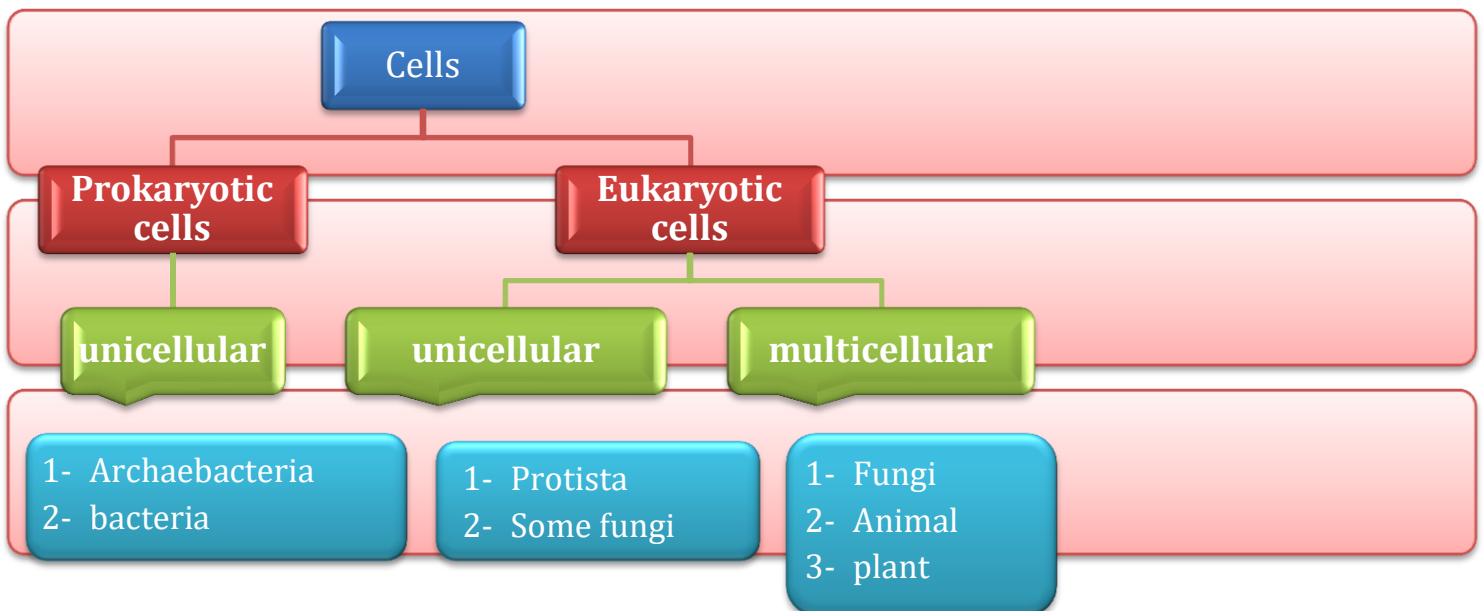 Cells
Prokaryotic
cells
Eukaryotic
cells
unicellular
unicellular
multicellular
1- Archaebacteria
2- bacteria
1- Protista
2- Some fungi
1- Fungi
2- Animal
3- plant